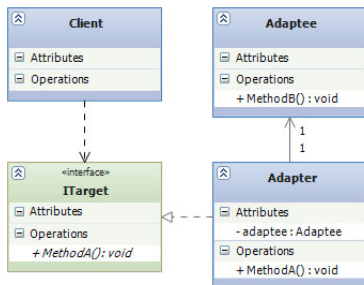 Client
Attributes
Operations
Adaptee
Attributes
Operations
+ MethodB() : void
1
1
«interface»
ITarget
Attributes
Operations
+ MethodA() : void
Adapter
Attributes
- adaptee : Adaptee
Operations
+ MethodA() : void